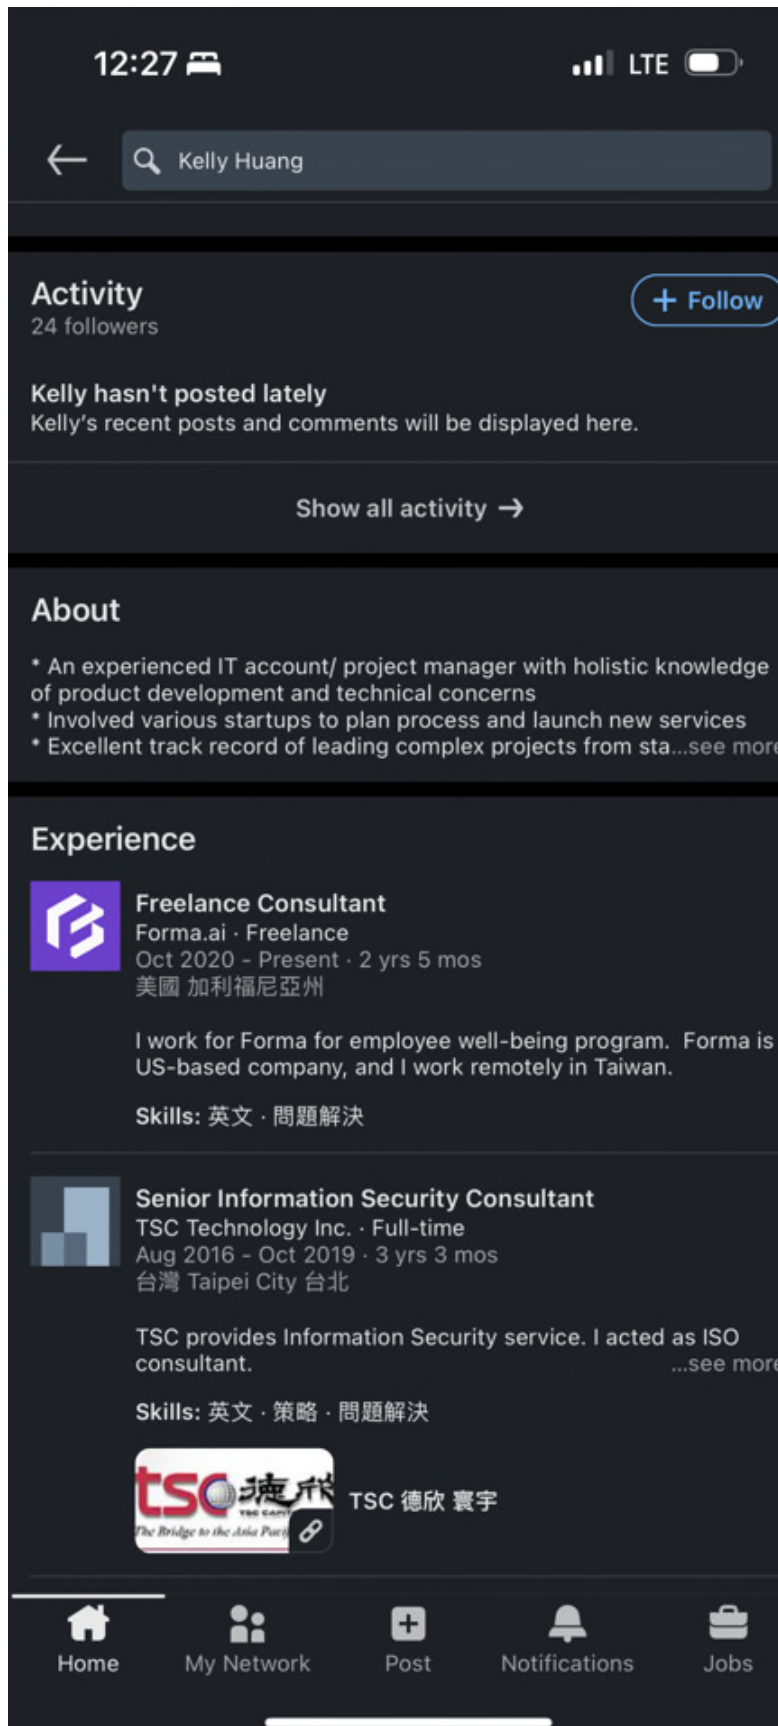 12:27
LTE
Kelly Huang
Activity
24 followers
+ Follow
Kelly hasn't posted lately
Kelly's recent posts and comments will be displayed here.
Show all activity →
About
* An experienced IT account/ project manager with holistic knowledge
of product development and technical concerns
* Involved various startups to plan process and launch new services
* Excellent track record of leading complex projects from sta...see more
Experience
Freelance Consultant
Forma.ai · Freelance
Oct 2020 - Present · 2 yrs 5 mos
美國 加利福尼亞州
I work for Forma for employee well-being program. Forma is
US-based company, and I work remotely in Taiwan.
Skills: 英文 · 問題解決
Senior Information Security Consultant
TSC Technology Inc. · Full-time
Aug 2016 - Oct 2019 · 3 yrs 3 mos
台灣 Taipei City 台北
TSC provides Information Security service. I acted as ISO
consultant. ...see more
Skills: 英文 · 策略 · 問題解決
tsc 德欣
The Bridge to the Asia Pacif
TSC 德欣 寰宇
Home
My Network
Post
Notifications
Jobs